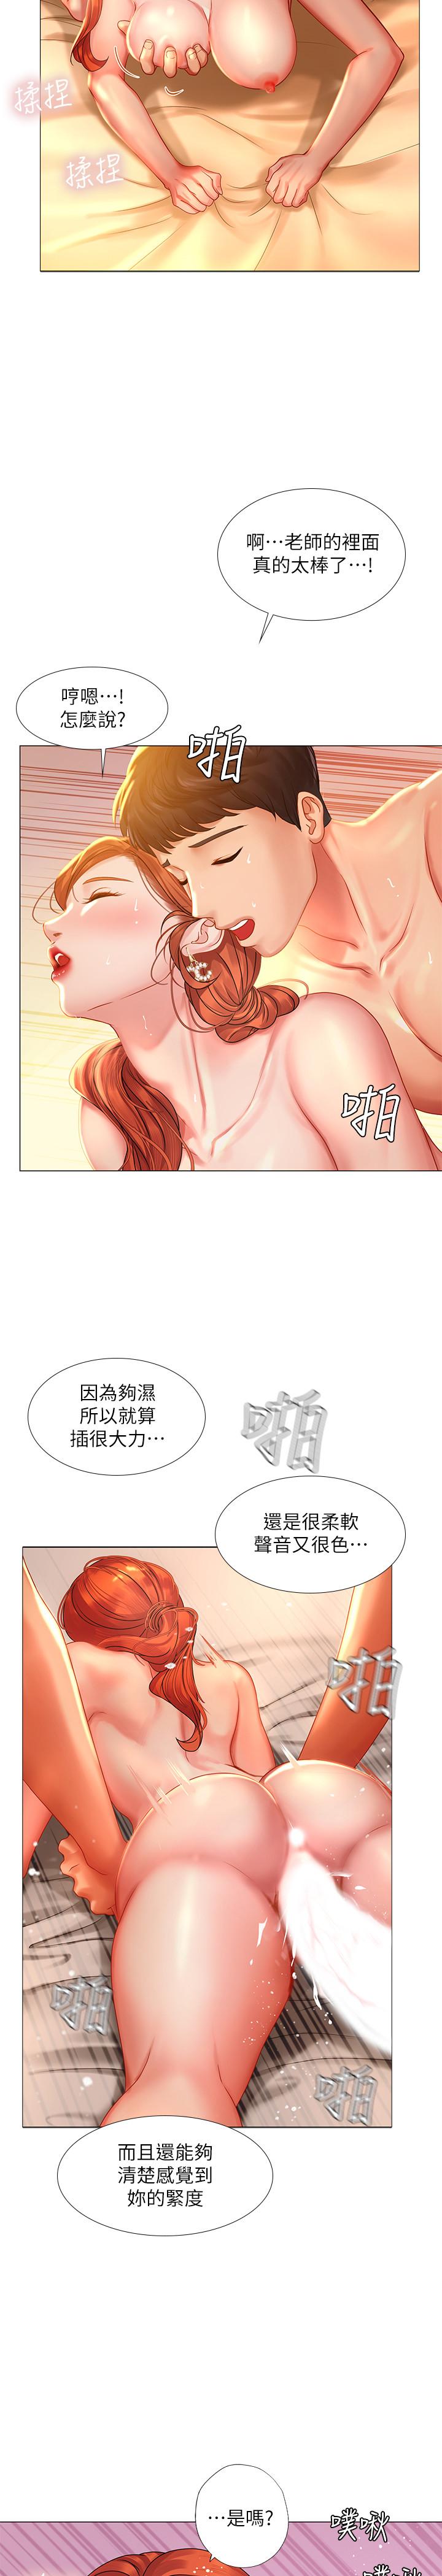 揉捏
揉捏
啊⋯老師的裡面
真的太棒了⋯!
哼嗯⋯!
怎麼說?
啪
啪
因為夠濕
所以就算
插很大力⋯
啪
還是很柔軟
聲音又很色⋯
啪
啪
啪
而且還能夠
清楚感覺到
妳的緊度
⋯是嗎?
噗啾